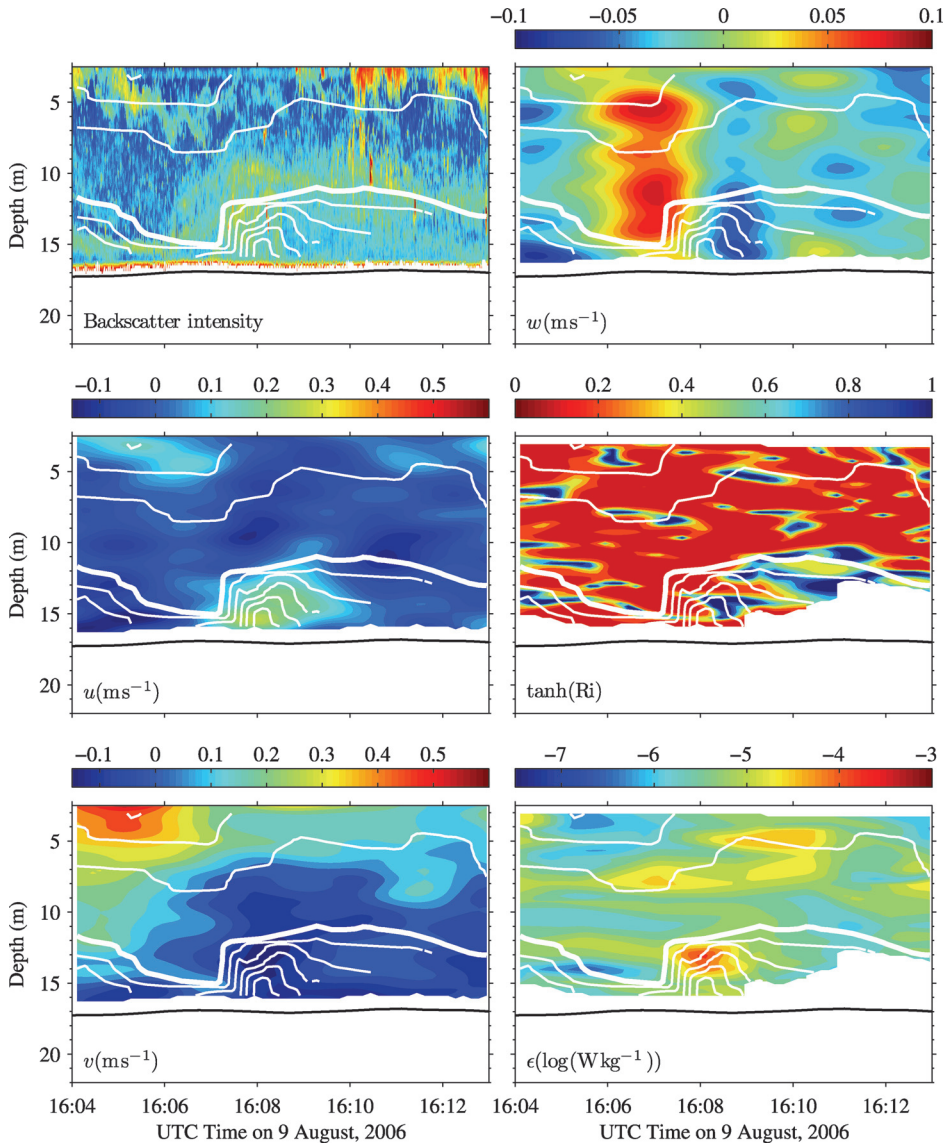 −0.1 −0.05 0 0.05 0.1
Depth (m)
5
10
15
20
Backscatter intensity
w(ms⁻¹)
−0.1 0 0.1 0.2 0.3 0.4 0.5
0 0.2 0.4 0.6 0.8 1
Depth (m)
5
10
15
20
u(ms⁻¹)
tanh(Ri)
−0.1 0 0.1 0.2 0.3 0.4 0.5
−7 −6 −5 −4 −3
Depth (m)
5
10
15
20
v(ms⁻¹)
ϵ(log(Wkg⁻¹))
16:04 16:06 16:08 16:10 16:12
16:04 16:06 16:08 16:10 16:12
UTC Time on 9 August, 2006
UTC Time on 9 August, 2006